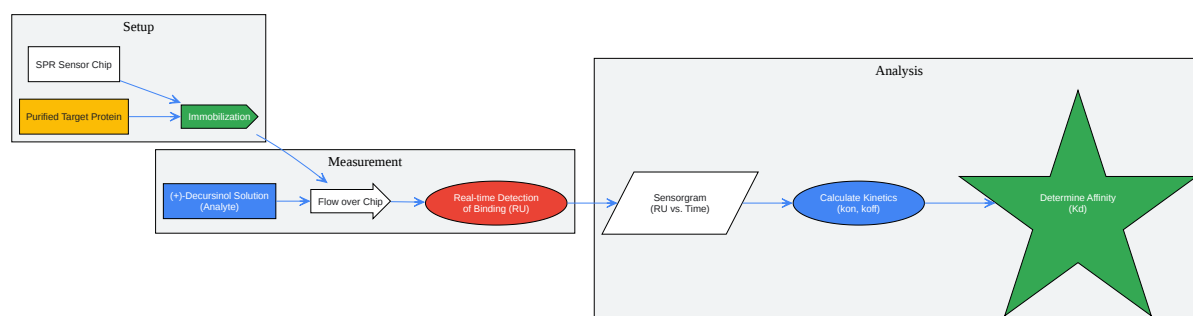 Setup
SPR Sensor Chip
Purified Target Protein
Immobilization
Measurement
(+)-Decursinol Solution
(Analyte)
Flow over Chip
Real-time Detection
of Binding (RU)
Analysis
Sensorgram
(RU vs. Time)
Calculate Kinetics
(kon, koff)
Determine Affinity
(Kd)